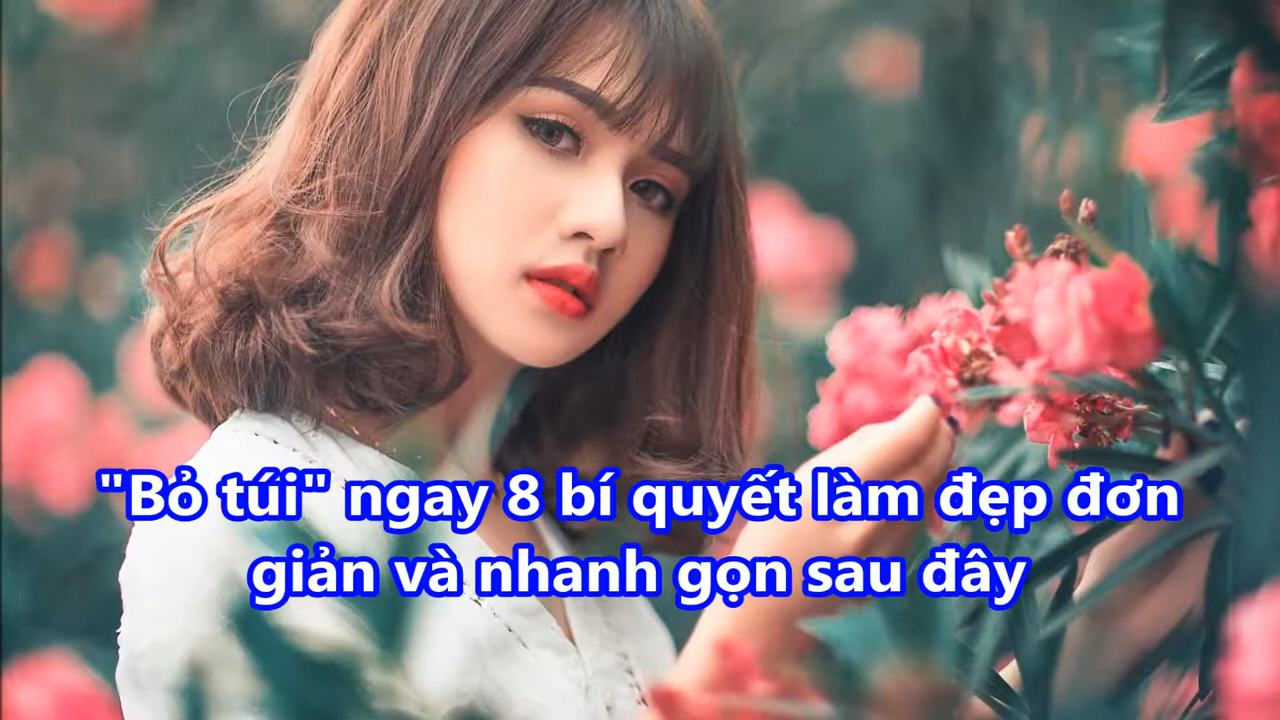 "Bỏ túi" ngay 8 bí quyết làm đẹp đơn
giản và nhanh gọn sau đây